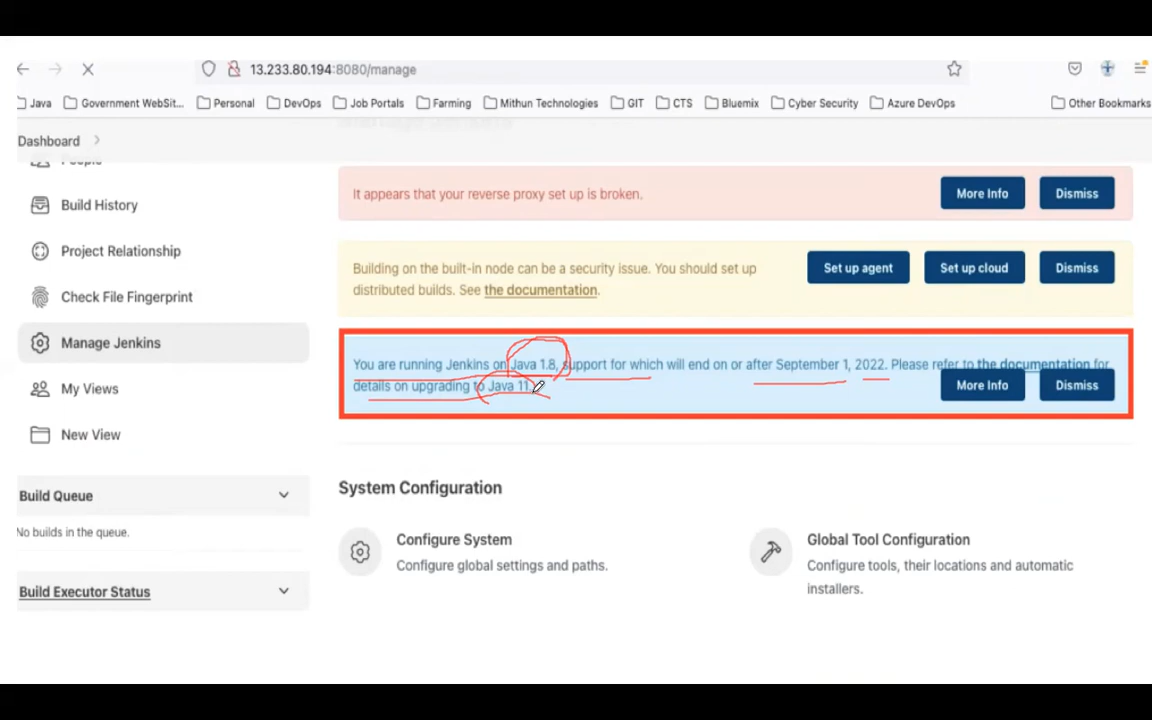 13.233.80.194:8080/manage
Java Government WebSit... Personal DevOps Job Portals Farming Mithun Technologies GIT CTS Bluemix Cyber Security Azure DevOps Other Bookmarks
Dashboard
People
Build History
Project Relationship
Check File Fingerprint
Manage Jenkins
My Views
New View
Build Queue
No builds in the queue.
Build Executor Status
It appears that your reverse proxy set up is broken.
More Info Dismiss
Building on the built-in node can be a security issue. You should set up
distributed builds. See the documentation.
Set up agent Set up cloud Dismiss
You are running Jenkins on Java 1.8, support for which will end on or after September 1, 2022. Please refer to the documentation for
details on upgrading to Java 11.
More Info Dismiss
System Configuration
Configure System
Configure global settings and paths.
Global Tool Configuration
Configure tools, their locations and automatic
installers.